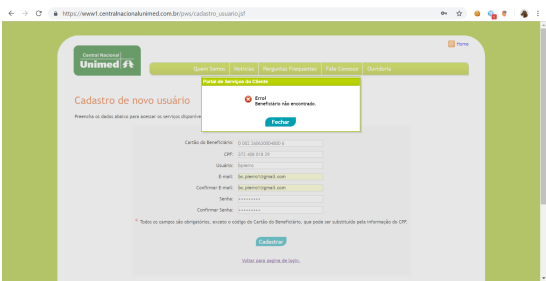 https://www1.centralnacionalunimed.com.br/pws/cadastro_usuario.jsf
Home
Central Nacional
Unimed
Quem Somos | Notícias | Perguntas Frequentes | Fale Conosco | Ouvidoria
Portal de Serviços do Cliente
Erro!
Beneficiário não encontrado.
Fechar
Cadastro de novo usuário
Preencha os dados abaixo para acessar os serviços disponíve
Cartão do Beneficiário:
CPF:
Usuário:
E-mail:
Confirmar E-mail:
Senha: •••••••••
Confirmar Senha: •••••••••
* Todos os campos são obrigatórios, exceto o código do Cartão do Beneficiário, que pode ser substituído pela informação do CPF.
Cadastrar
Voltar para página de login.